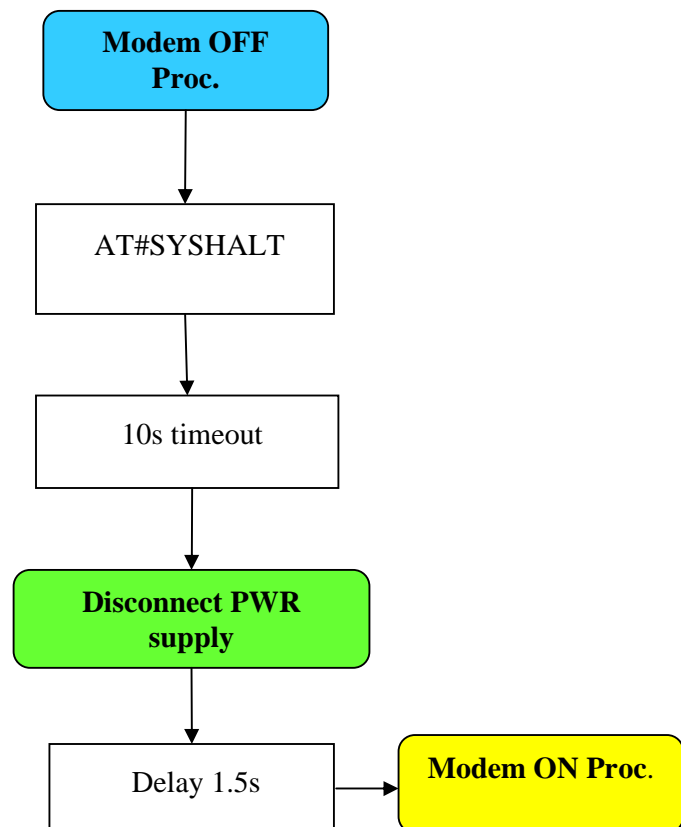 Modem OFF
Proc.
AT#SYSHALT
10s timeout
Disconnect PWR
supply
Delay 1.5s
Modem ON Proc.